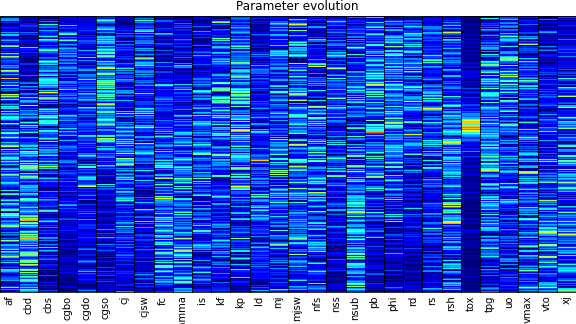 Parameter evolution
af
cbd
cbs
cgbo
cgdo
cgso
cj
cjsw
fc
amma
is
kf
kp
ld
mj
mjsw
nfs
nss
nsub
pb
phi
rd
rs
rsh
tox
tpg
uo
vmax
vto
xj